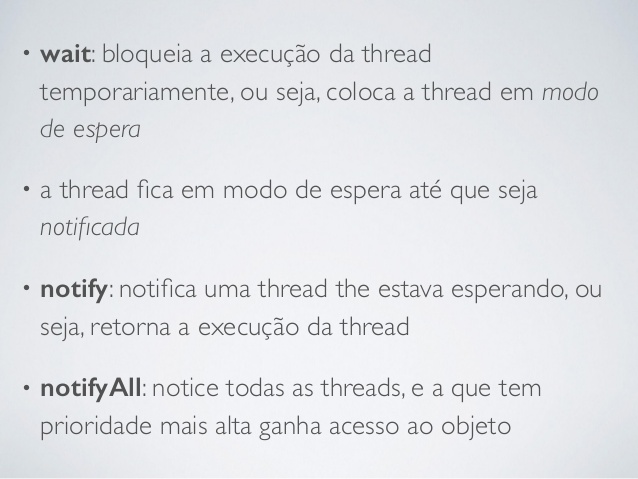 • wait: bloqueia a execução da thread
temporariamente, ou seja, coloca a thread em modo
de espera
• a thread fica em modo de espera até que seja
notificada
• notify: notifica uma thread the estava esperando, ou
seja, retorna a execução da thread
• notifyAll: notice todas as threads, e a que tem
prioridade mais alta ganha acesso ao objeto